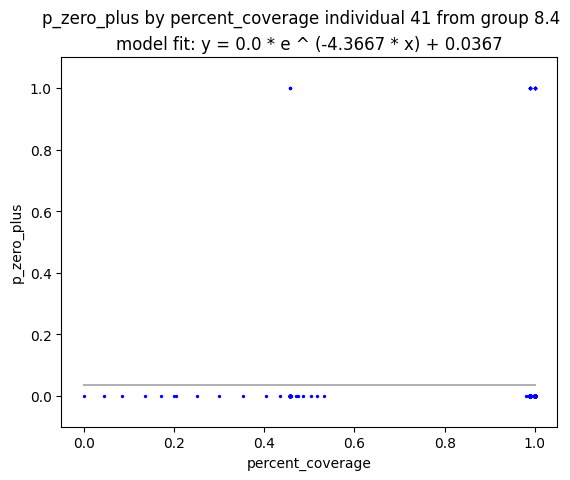 p_zero_plus by percent_coverage individual 41 from group 8.4
model fit: y = 0.0 * e ^ (-4.3667 * x) + 0.0367
1.0
0.8
0.6
0.4
0.2
0.0
p_zero_plus
0.0 0.2 0.4 0.6 0.8 1.0
percent_coverage